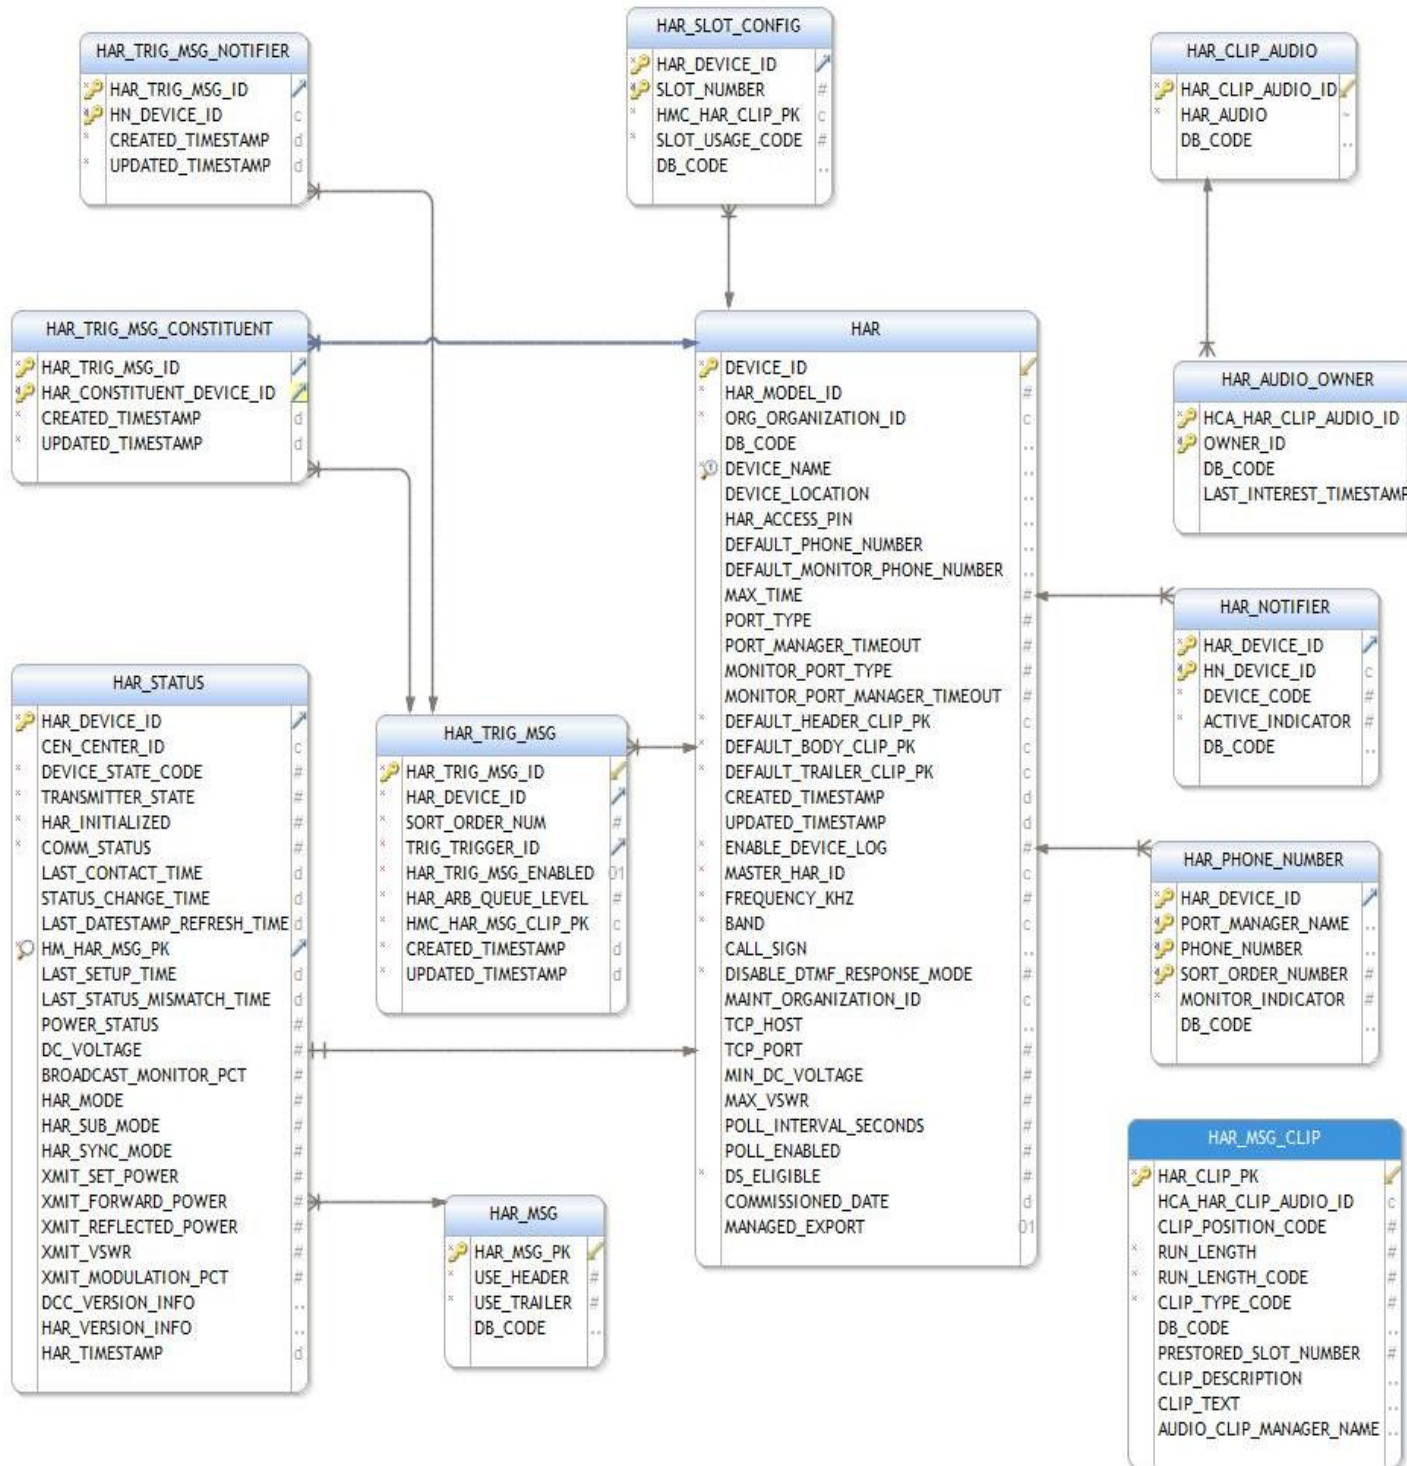 HAR_TRIG_MSG_NOTIFIER
HAR_TRIG_MSG_ID
HN_DEVICE_ID c
CREATED_TIMESTAMP d
UPDATED_TIMESTAMP d
HAR_SLOT_CONFIG
HAR_DEVICE_ID
SLOT_NUMBER #
HMC_HAR_CLIP_PK c
SLOT_USAGE_CODE #
DB_CODE ..
HAR_CLIP_AUDIO
HAR_CLIP_AUDIO_ID
HAR_AUDIO ~
DB_CODE ..
HAR_TRIG_MSG_CONSTITUENT
HAR_TRIG_MSG_ID
HAR_CONSTITUENT_DEVICE_ID
CREATED_TIMESTAMP d
UPDATED_TIMESTAMP d
HAR
DEVICE_ID
HAR_MODEL_ID #
ORG_ORGANIZATION_ID c
DB_CODE ..
DEVICE_NAME ..
DEVICE_LOCATION ..
HAR_ACCESS_PIN ..
DEFAULT_PHONE_NUMBER ..
DEFAULT_MONITOR_PHONE_NUMBER ..
MAX_TIME #
PORT_TYPE #
PORT_MANAGER_TIMEOUT #
MONITOR_PORT_TYPE #
MONITOR_PORT_MANAGER_TIMEOUT #
DEFAULT_HEADER_CLIP_PK c
DEFAULT_BODY_CLIP_PK c
DEFAULT_TRAILER_CLIP_PK c
CREATED_TIMESTAMP d
UPDATED_TIMESTAMP d
ENABLE_DEVICE_LOG #
MASTER_HAR_ID c
FREQUENCY_KHZ #
BAND c
CALL_SIGN ..
DISABLE_DTMF_RESPONSE_MODE #
MAINT_ORGANIZATION_ID c
TCP_HOST ..
TCP_PORT #
MIN_DC_VOLTAGE #
MAX_VSWR #
POLL_INTERVAL_SECONDS #
POLL_ENABLED #
DS_ELIGIBLE #
COMMISSIONED_DATE d
MANAGED_EXPORT 01
HAR_AUDIO_OWNER
HCA_HAR_CLIP_AUDIO_ID
OWNER_ID
DB_CODE
LAST_INTEREST_TIMESTAMP
HAR_NOTIFIER
HAR_DEVICE_ID
HN_DEVICE_ID c
DEVICE_CODE #
ACTIVE_INDICATOR #
DB_CODE ..
HAR_STATUS
HAR_DEVICE_ID
CEN_CENTER_ID c
DEVICE_STATE_CODE #
TRANSMITTER_STATE #
HAR_INITIALIZED #
COMM_STATUS #
LAST_CONTACT_TIME d
STATUS_CHANGE_TIME d
LAST_DATESTAMP_REFRESH_TIME d
HM_HAR_MSG_PK
LAST_SETUP_TIME d
LAST_STATUS_MISMATCH_TIME d
POWER_STATUS #
DC_VOLTAGE #
BROADCAST_MONITOR_PCT #
HAR_MODE #
HAR_SUB_MODE #
HAR_SYNC_MODE #
XMIT_SET_POWER #
XMIT_FORWARD_POWER #
XMIT_REFLECTED_POWER #
XMIT_VSWR #
XMIT_MODULATION_PCT #
DCC_VERSION_INFO ..
HAR_VERSION_INFO ..
HAR_TIMESTAMP d
HAR_TRIG_MSG
HAR_TRIG_MSG_ID
HAR_DEVICE_ID
SORT_ORDER_NUM #
TRIG_TRIGGER_ID
HAR_TRIG_MSG_ENABLED 01
HAR_ARB_QUEUE_LEVEL #
HMC_HAR_MSG_CLIP_PK c
CREATED_TIMESTAMP d
UPDATED_TIMESTAMP d
HAR_PHONE_NUMBER
HAR_DEVICE_ID
PORT_MANAGER_NAME ..
PHONE_NUMBER ..
SORT_ORDER_NUMBER #
MONITOR_INDICATOR #
DB_CODE ..
HAR_MSG
HAR_MSG_PK
USE_HEADER #
USE_TRAILER #
DB_CODE ..
HAR_MSG_CLIP
HAR_CLIP_PK
HCA_HAR_CLIP_AUDIO_ID c
CLIP_POSITION_CODE #
RUN_LENGTH #
RUN_LENGTH_CODE #
CLIP_TYPE_CODE #
DB_CODE ..
PRESTORED_SLOT_NUMBER #
CLIP_DESCRIPTION ..
CLIP_TEXT ..
AUDIO_CLIP_MANAGER_NAME ..